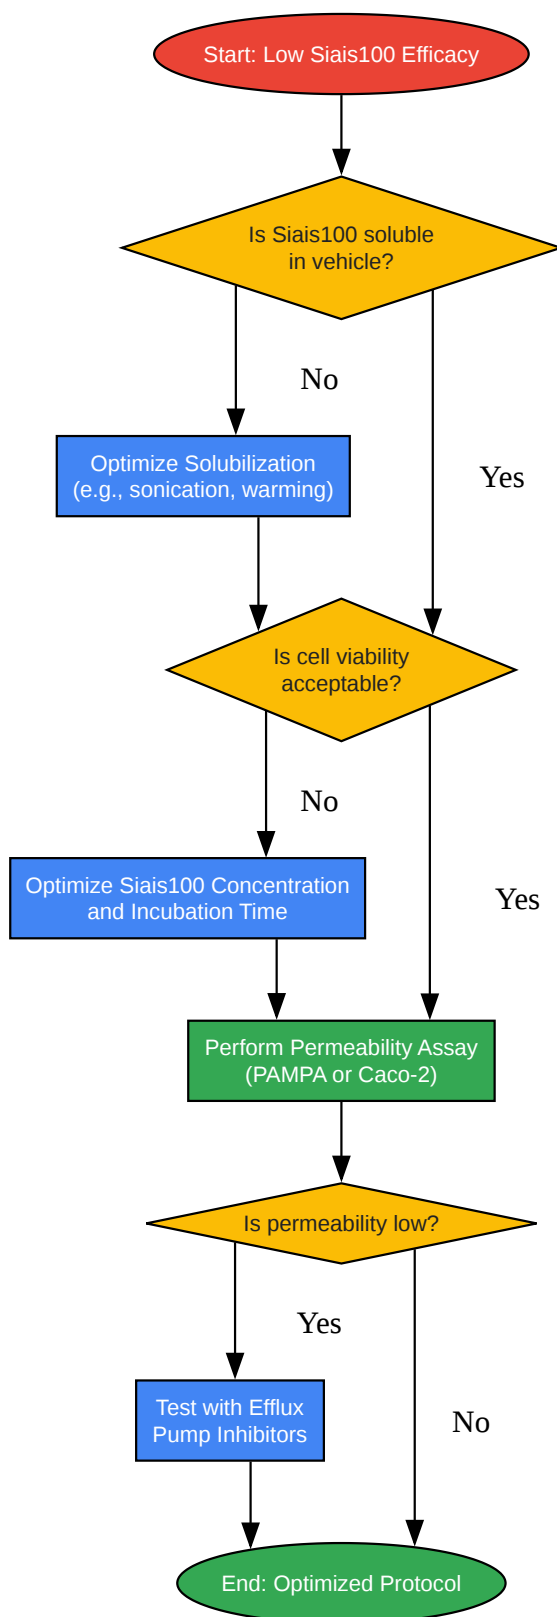 Start: Low Siais100 Efficacy
Is Siais100 soluble
in vehicle?
No
Optimize Solubilization
(e.g., sonication, warming)
Yes
Is cell viability
acceptable?
No
Optimize Siais100 Concentration
and Incubation Time
Yes
Perform Permeability Assay
(PAMPA or Caco-2)
Is permeability low?
Yes
Test with Efflux
Pump Inhibitors
No
End: Optimized Protocol